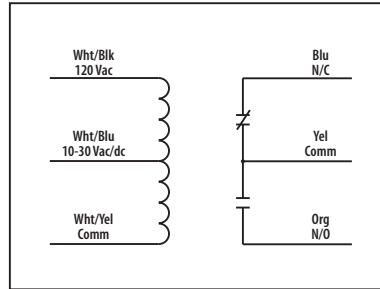 Wht/Blk
120 Vac
Wht/Blu
10-30 Vac/dc
Wht/Yel
Comm
Blu
N/C
Yel
Comm
Org
N/O